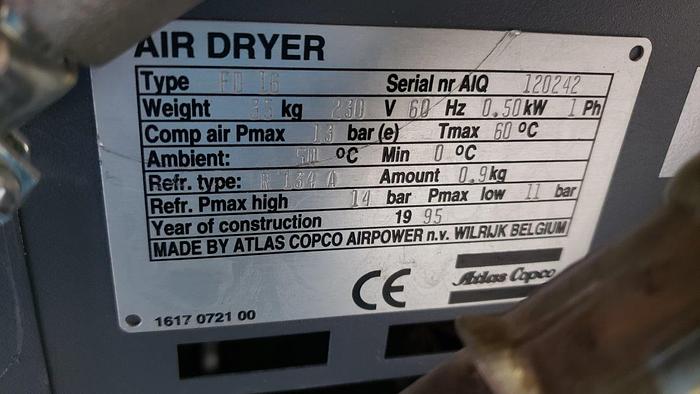 AIR DRYER
Type FD 16 Serial nr AIQ 120242
Weight 35 kg 230 V 60 Hz 0.50 kW 1 Ph
Comp air Pmax 13 bar (e) Tmax 60 °C
Ambient: °C Min 0 °C
Refr. type: R 134 A Amount 0.9 kg
Refr. Pmax high 14 bar Pmax low 11 bar
Year of construction 19 95
MADE BY ATLAS COPCO AIRPOWER n.v. WILRIJK BELGIUM
CE
Atlas Copco
1617 0721 00